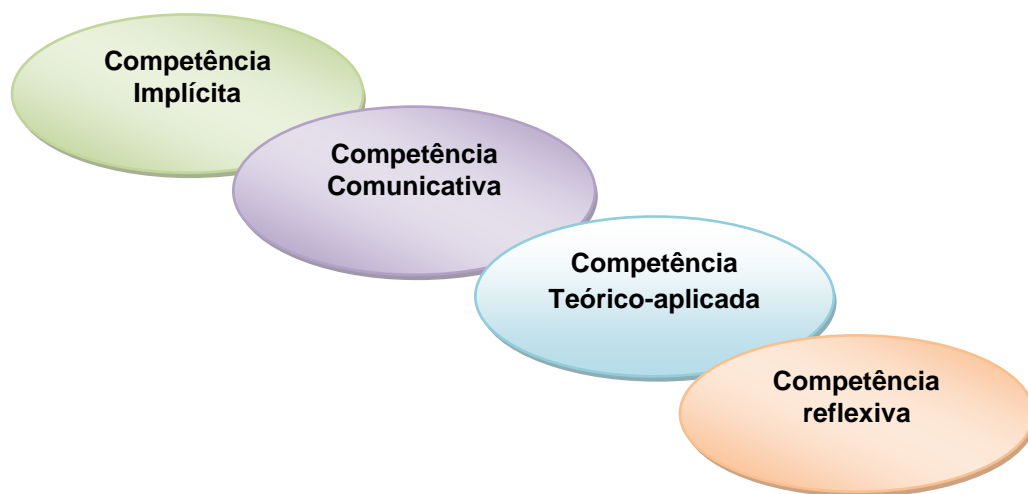 Competência
Implícita
Competência
Comunicativa
Competência
Teórico-aplicada
Competência
reflexiva